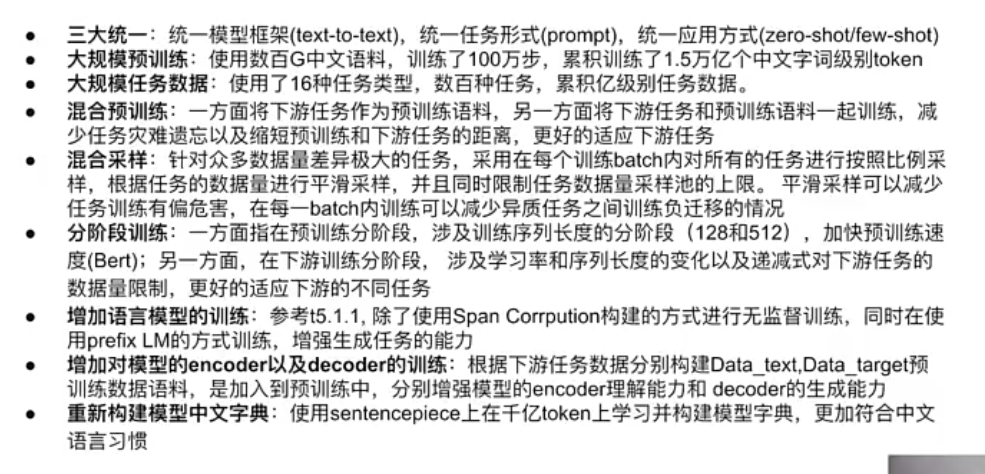 ● 三大统一：统一模型框架(text-to-text)，统一任务形式(prompt)，统一应用方式(zero-shot/few-shot)
● 大规模预训练：使用数百G中文语料，训练了100万步，累积训练了1.5万亿个中文字词级别token
● 大规模任务数据：使用了16种任务类型，数百种任务，累积亿级别任务数据。
● 混合预训练：一方面将下游任务作为预训练语料，另一方面将下游任务和预训练语料一起训练，减
少任务灾难遗忘以及缩短预训练和下游任务的距离，更好的适应下游任务
● 混合采样：针对众多数据量差异极大的任务，采用在每个训练batch内对所有的任务进行按照比例采
样，根据任务的数据量进行平滑采样，并且同时限制任务数据量采样池的上限。 平滑采样可以减少
任务训练有偏危害，在每一batch内训练可以减少异质任务之间训练负迁移的情况
● 分阶段训练：一方面指在预训练分阶段，涉及训练序列长度的分阶段（128和512），加快预训练速
度(Bert)；另一方面，在下游训练分阶段， 涉及学习率和序列长度的变化以及递减式对下游任务的
数据量限制，更好的适应下游的不同任务
● 增加语言模型的训练：参考t5.1.1, 除了使用Span Corrpution构建的方式进行无监督训练，同时在使
用prefix LM的方式训练，增强生成任务的能力
● 增加对模型的encoder以及decoder的训练：根据下游任务数据分别构建Data_text,Data_target预
训练数据语料，是加入到预训练中，分别增强模型的encoder理解能力和 decoder的生成能力
● 重新构建模型中文字典：使用sentencepiece上在千亿token上学习并构建模型字典，更加符合中文
语言习惯